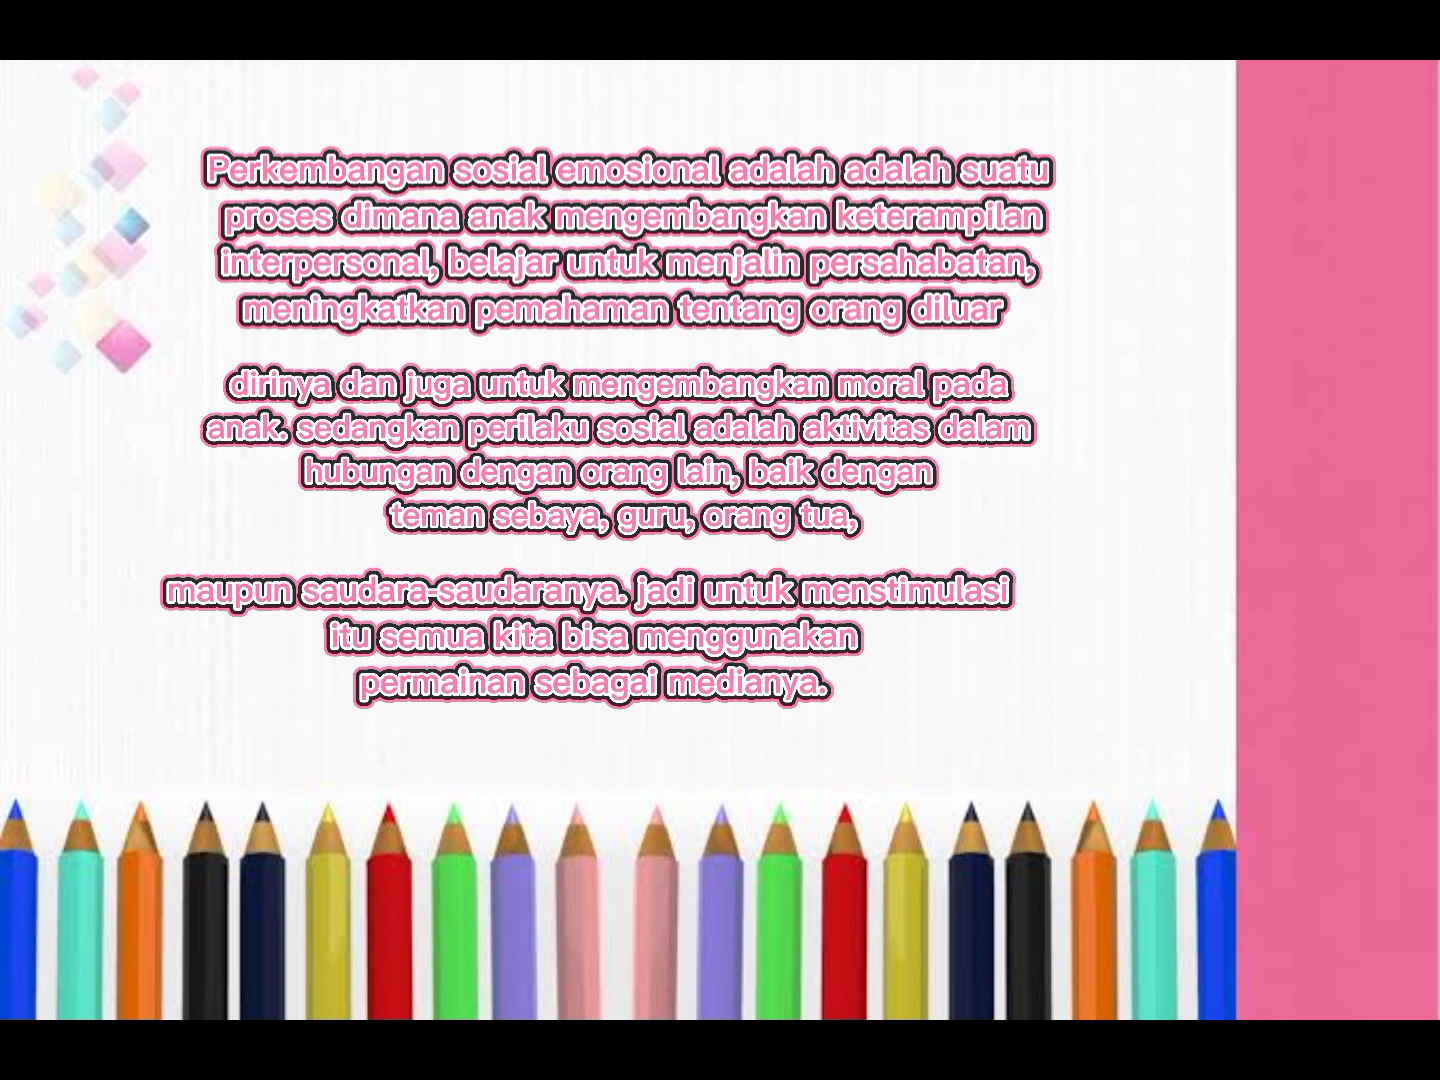 Perkembangan sosial emosional adalah adalah suatu
proses dimana anak mengembangkan keterampilan
interpersonal, belajar untuk menjalin persahabatan,
meningkatkan pemahaman tentang orang diluar
dirinya dan juga untuk mengembangkan moral pada
anak. sedangkan perilaku sosial adalah aktivitas dalam
hubungan dengan orang lain, baik dengan
teman sebaya, guru, orang tua,
maupun saudara-saudaranya. jadi untuk menstimulasi
itu semua kita bisa menggunakan
permainan sebagai medianya.